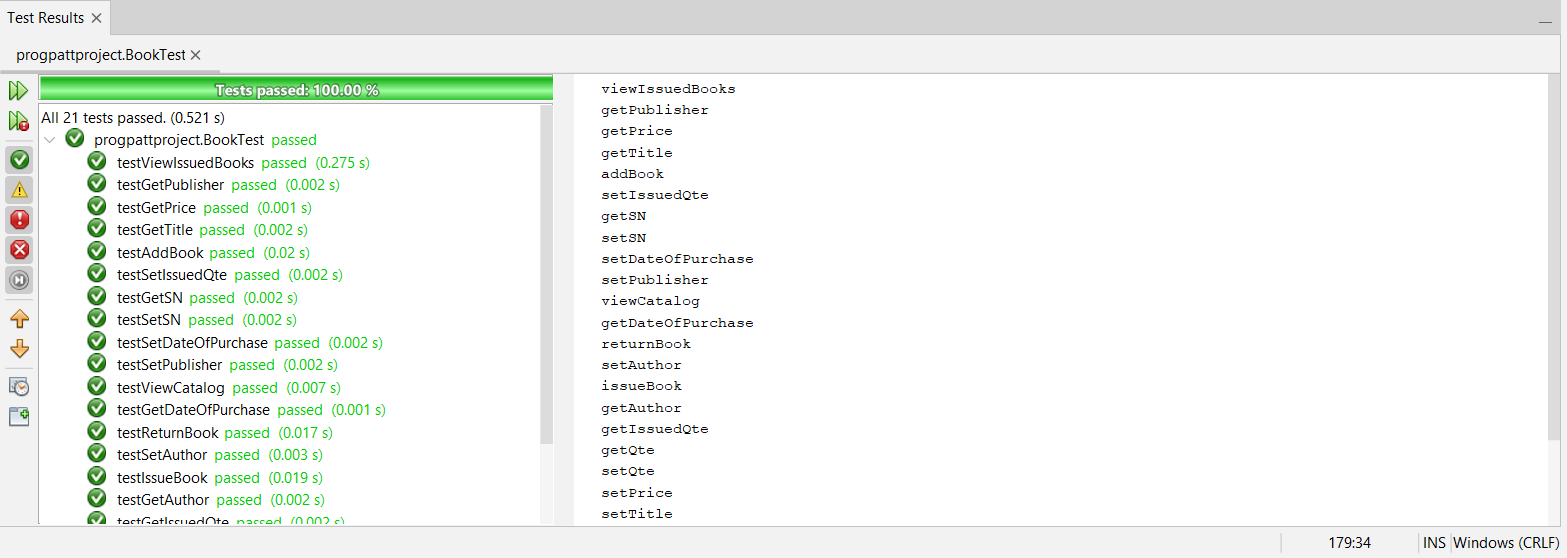 Test Results
progpattproject.BookTest
Tests passed: 100.00 %
All 21 tests passed. (0.521 s)
progpattproject.BookTest passed
testViewIssuedBooks passed (0.275 s)
testGetPublisher passed (0.002 s)
testGetPrice passed (0.001 s)
testGetTitle passed (0.002 s)
testAddBook passed (0.02 s)
testSetIssuedQte passed (0.002 s)
testGetSN passed (0.002 s)
testSetSN passed (0.002 s)
testSetDateOfPurchase passed (0.002 s)
testSetPublisher passed (0.002 s)
testViewCatalog passed (0.007 s)
testGetDateOfPurchase passed (0.001 s)
testReturnBook passed (0.017 s)
testSetAuthor passed (0.003 s)
testIssueBook passed (0.019 s)
testGetAuthor passed (0.002 s)
testGetIssuedQte passed (0.002 s)
viewIssuedBooks
getPublisher
getPrice
getTitle
addBook
setIssuedQte
getSN
setSN
setDateOfPurchase
setPublisher
viewCatalog
getDateOfPurchase
returnBook
setAuthor
issueBook
getAuthor
getIssuedQte
getQte
setQte
setPrice
setTitle
179:34 INS Windows (CRLF)